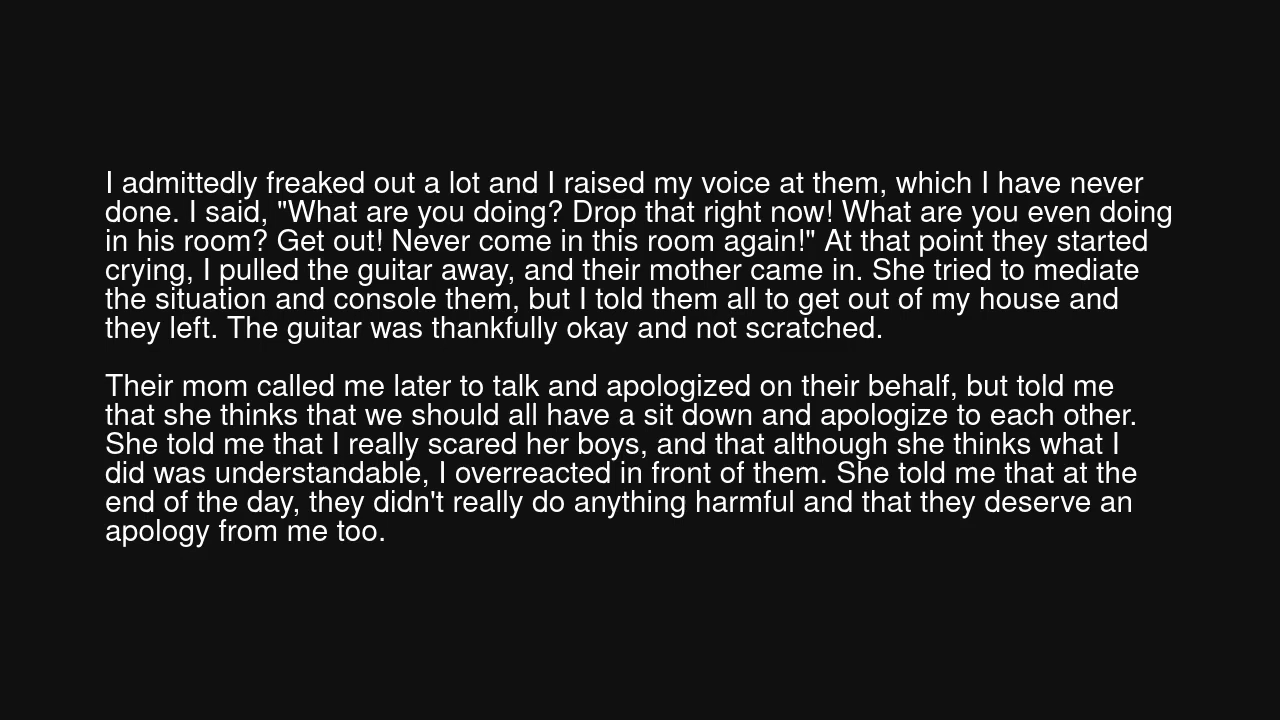 I admittedly freaked out a lot and I raised my voice at them, which I have never
done. I said, "What are you doing? Drop that right now! What are you even doing
in his room? Get out! Never come in this room again!" At that point they started
crying, I pulled the guitar away, and their mother came in. She tried to mediate
the situation and console them, but I told them all to get out of my house and
they left. The guitar was thankfully okay and not scratched.
Their mom called me later to talk and apologized on their behalf, but told me
that she thinks that we should all have a sit down and apologize to each other.
She told me that I really scared her boys, and that although she thinks what I
did was understandable, I overreacted in front of them. She told me that at the
end of the day, they didn't really do anything harmful and that they deserve an
apology from me too.